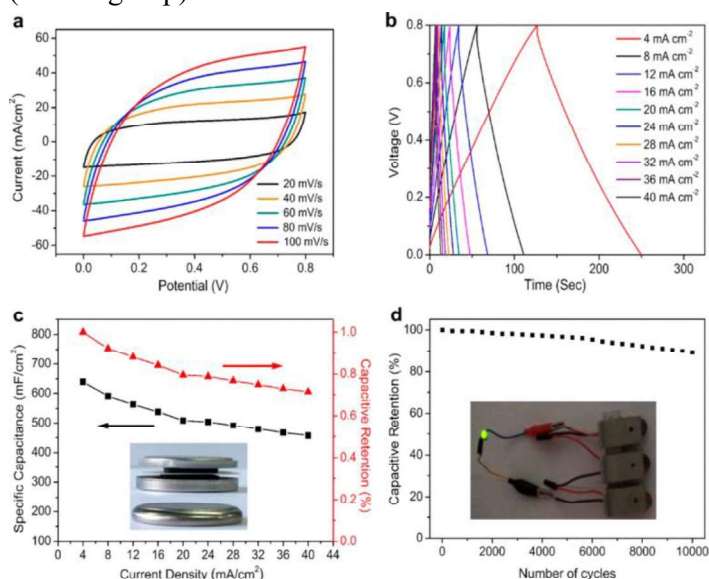 a
Current (mA/cm²)
60
40
20
0
-20
-40
-60
20 mV/s
40 mV/s
60 mV/s
80 mV/s
100 mV/s
0.0 0.2 0.4 0.6 0.8
Potential (V)
b
Voltage (V)
0.8
0.6
0.4
0.2
0.0
4 mA cm⁻²
8 mA cm⁻²
12 mA cm⁻²
16 mA cm⁻²
20 mA cm⁻²
24 mA cm⁻²
28 mA cm⁻²
32 mA cm⁻²
36 mA cm⁻²
40 mA cm⁻²
0 100 200 300
Time (Sec)
c
Specific Capacitance (mF/cm²)
800
700
600
500
400
300
200
100
Capacitive Retention (%)
1.0
0.8
0.6
0.4
0.2
0.0
0 4 8 12 16 20 24 28 32 36 40 44
Current Density (mA/cm²)
d
Capacitive Retention (%)
100
80
60
40
20
0
0 2000 4000 6000 8000 10000
Number of cycles